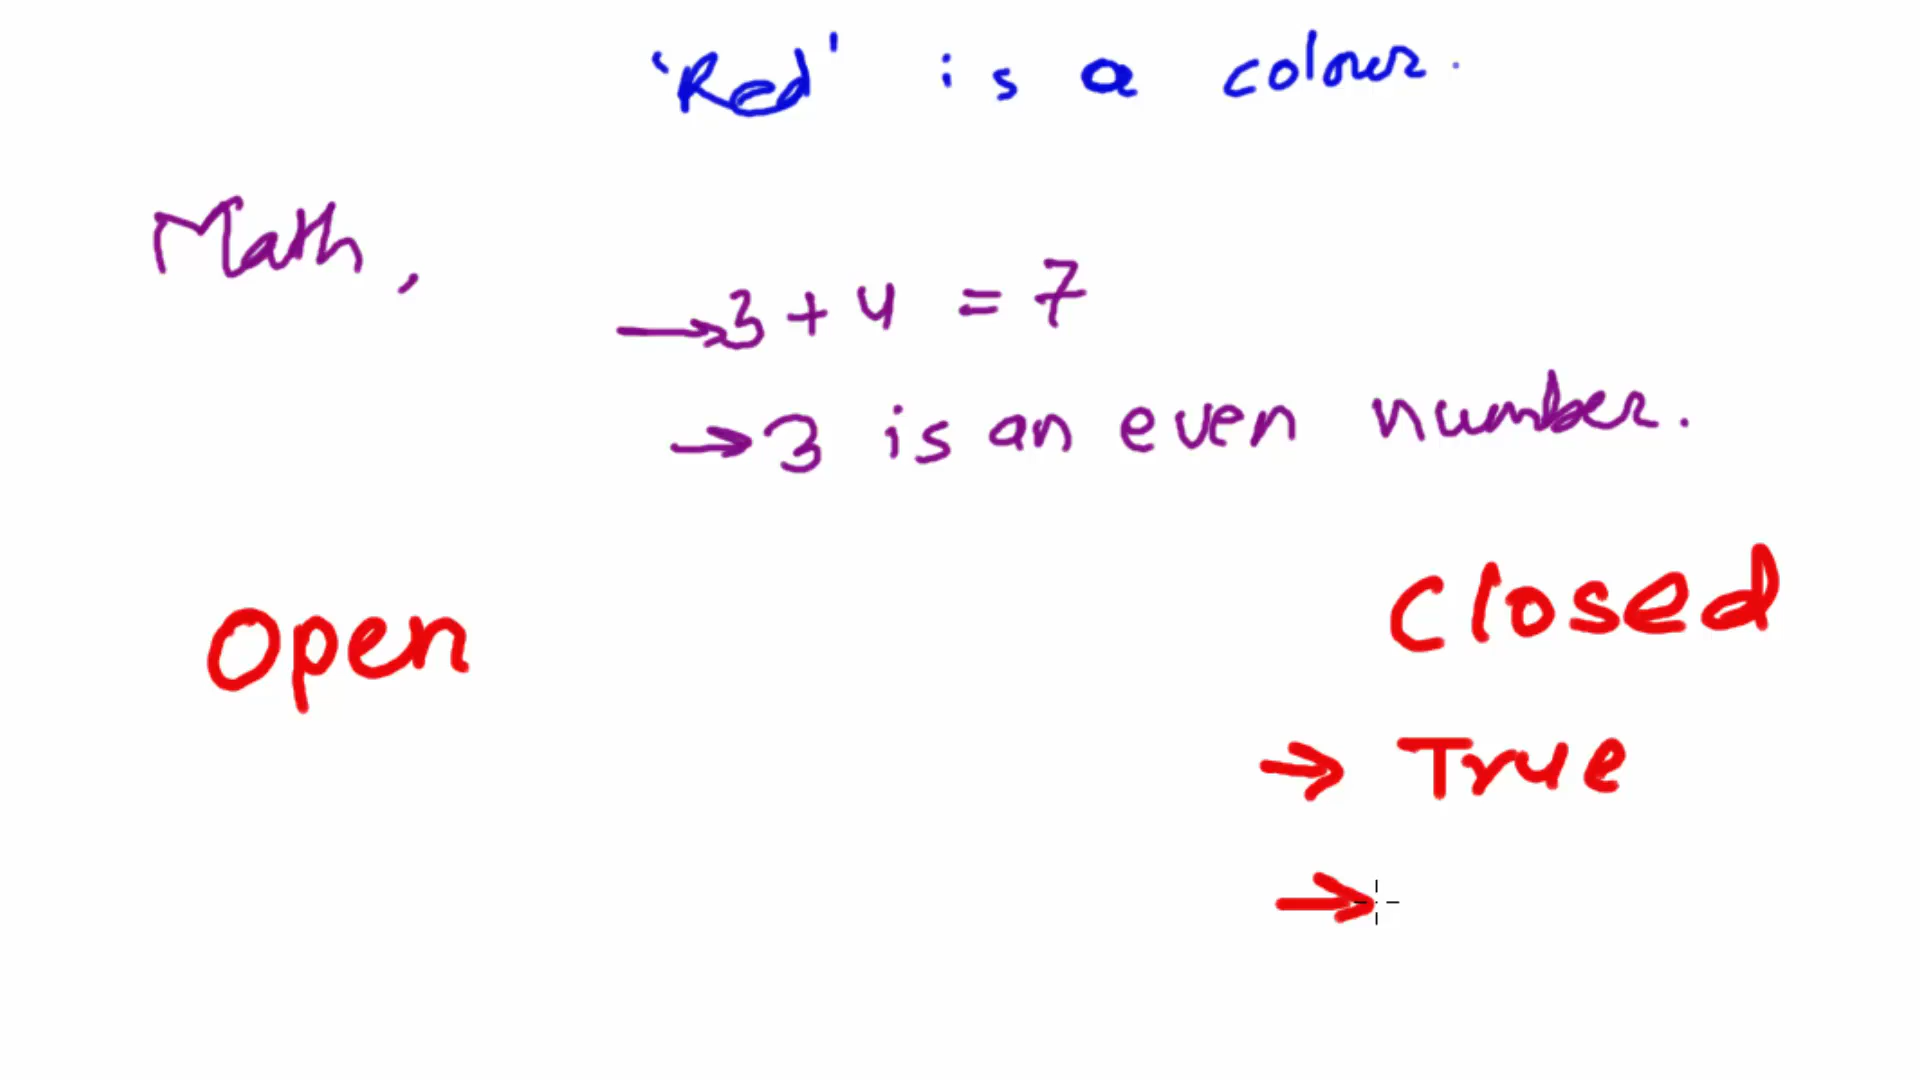 'Red' is a colour.
Math,
→ 3 + 4 = 7
→ 3 is an even number.
Open
Closed
→ True
→